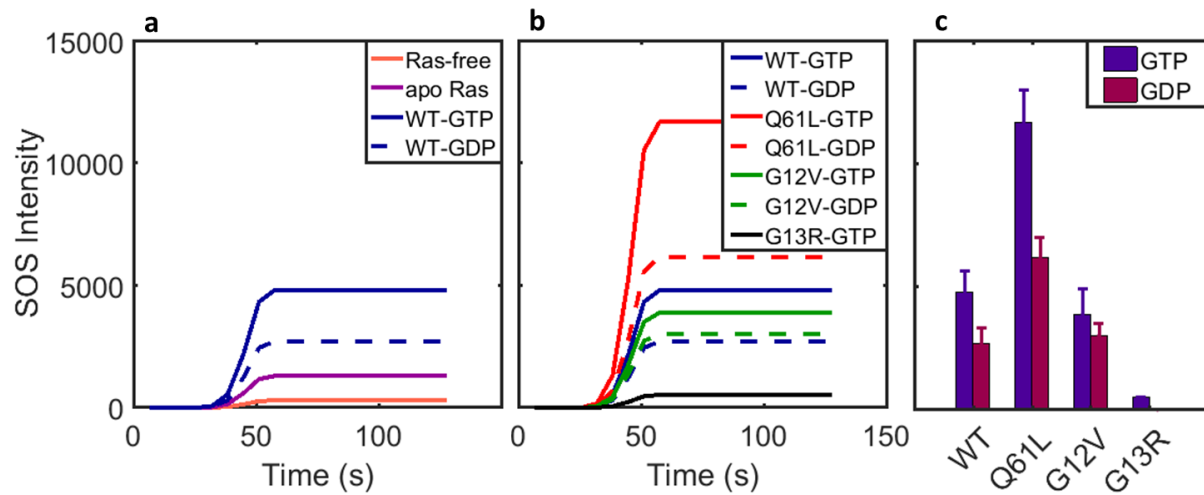 a
b
c
15000
10000
5000
0
SOS Intensity
0
50
100
Time (s)
Ras-free
apo Ras
WT-GTP
WT-GDP
0
50
100
150
Time (s)
WT-GTP
WT-GDP
Q61L-GTP
Q61L-GDP
G12V-GTP
G12V-GDP
G13R-GTP
GTP
GDP
WT
Q61L
G12V
G13R